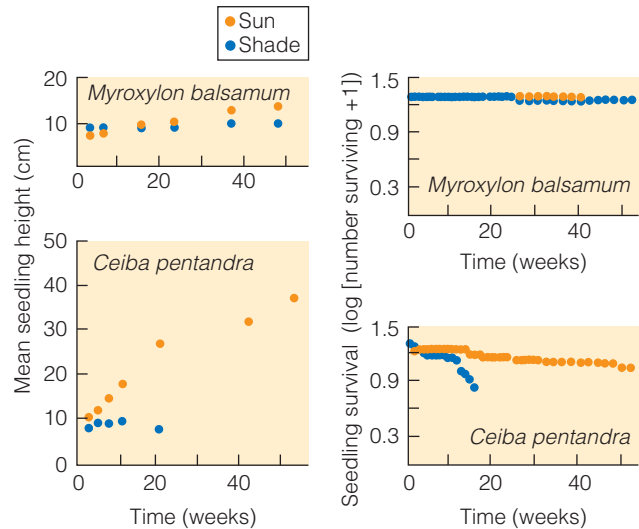 Sun
Shade
Mean seedling height (cm)
20
10
0
Myroxylon balsamum
0
20
40
50
40
30
20
10
0
Ceiba pentandra
0
20
40
Time (weeks)
Seedling survival (log [number surviving +1])
1.5
0.9
0.3
Myroxylon balsamum
0
20
40
Time (weeks)
1.5
0.9
0.3
Ceiba pentandra
0
20
40
Time (weeks)